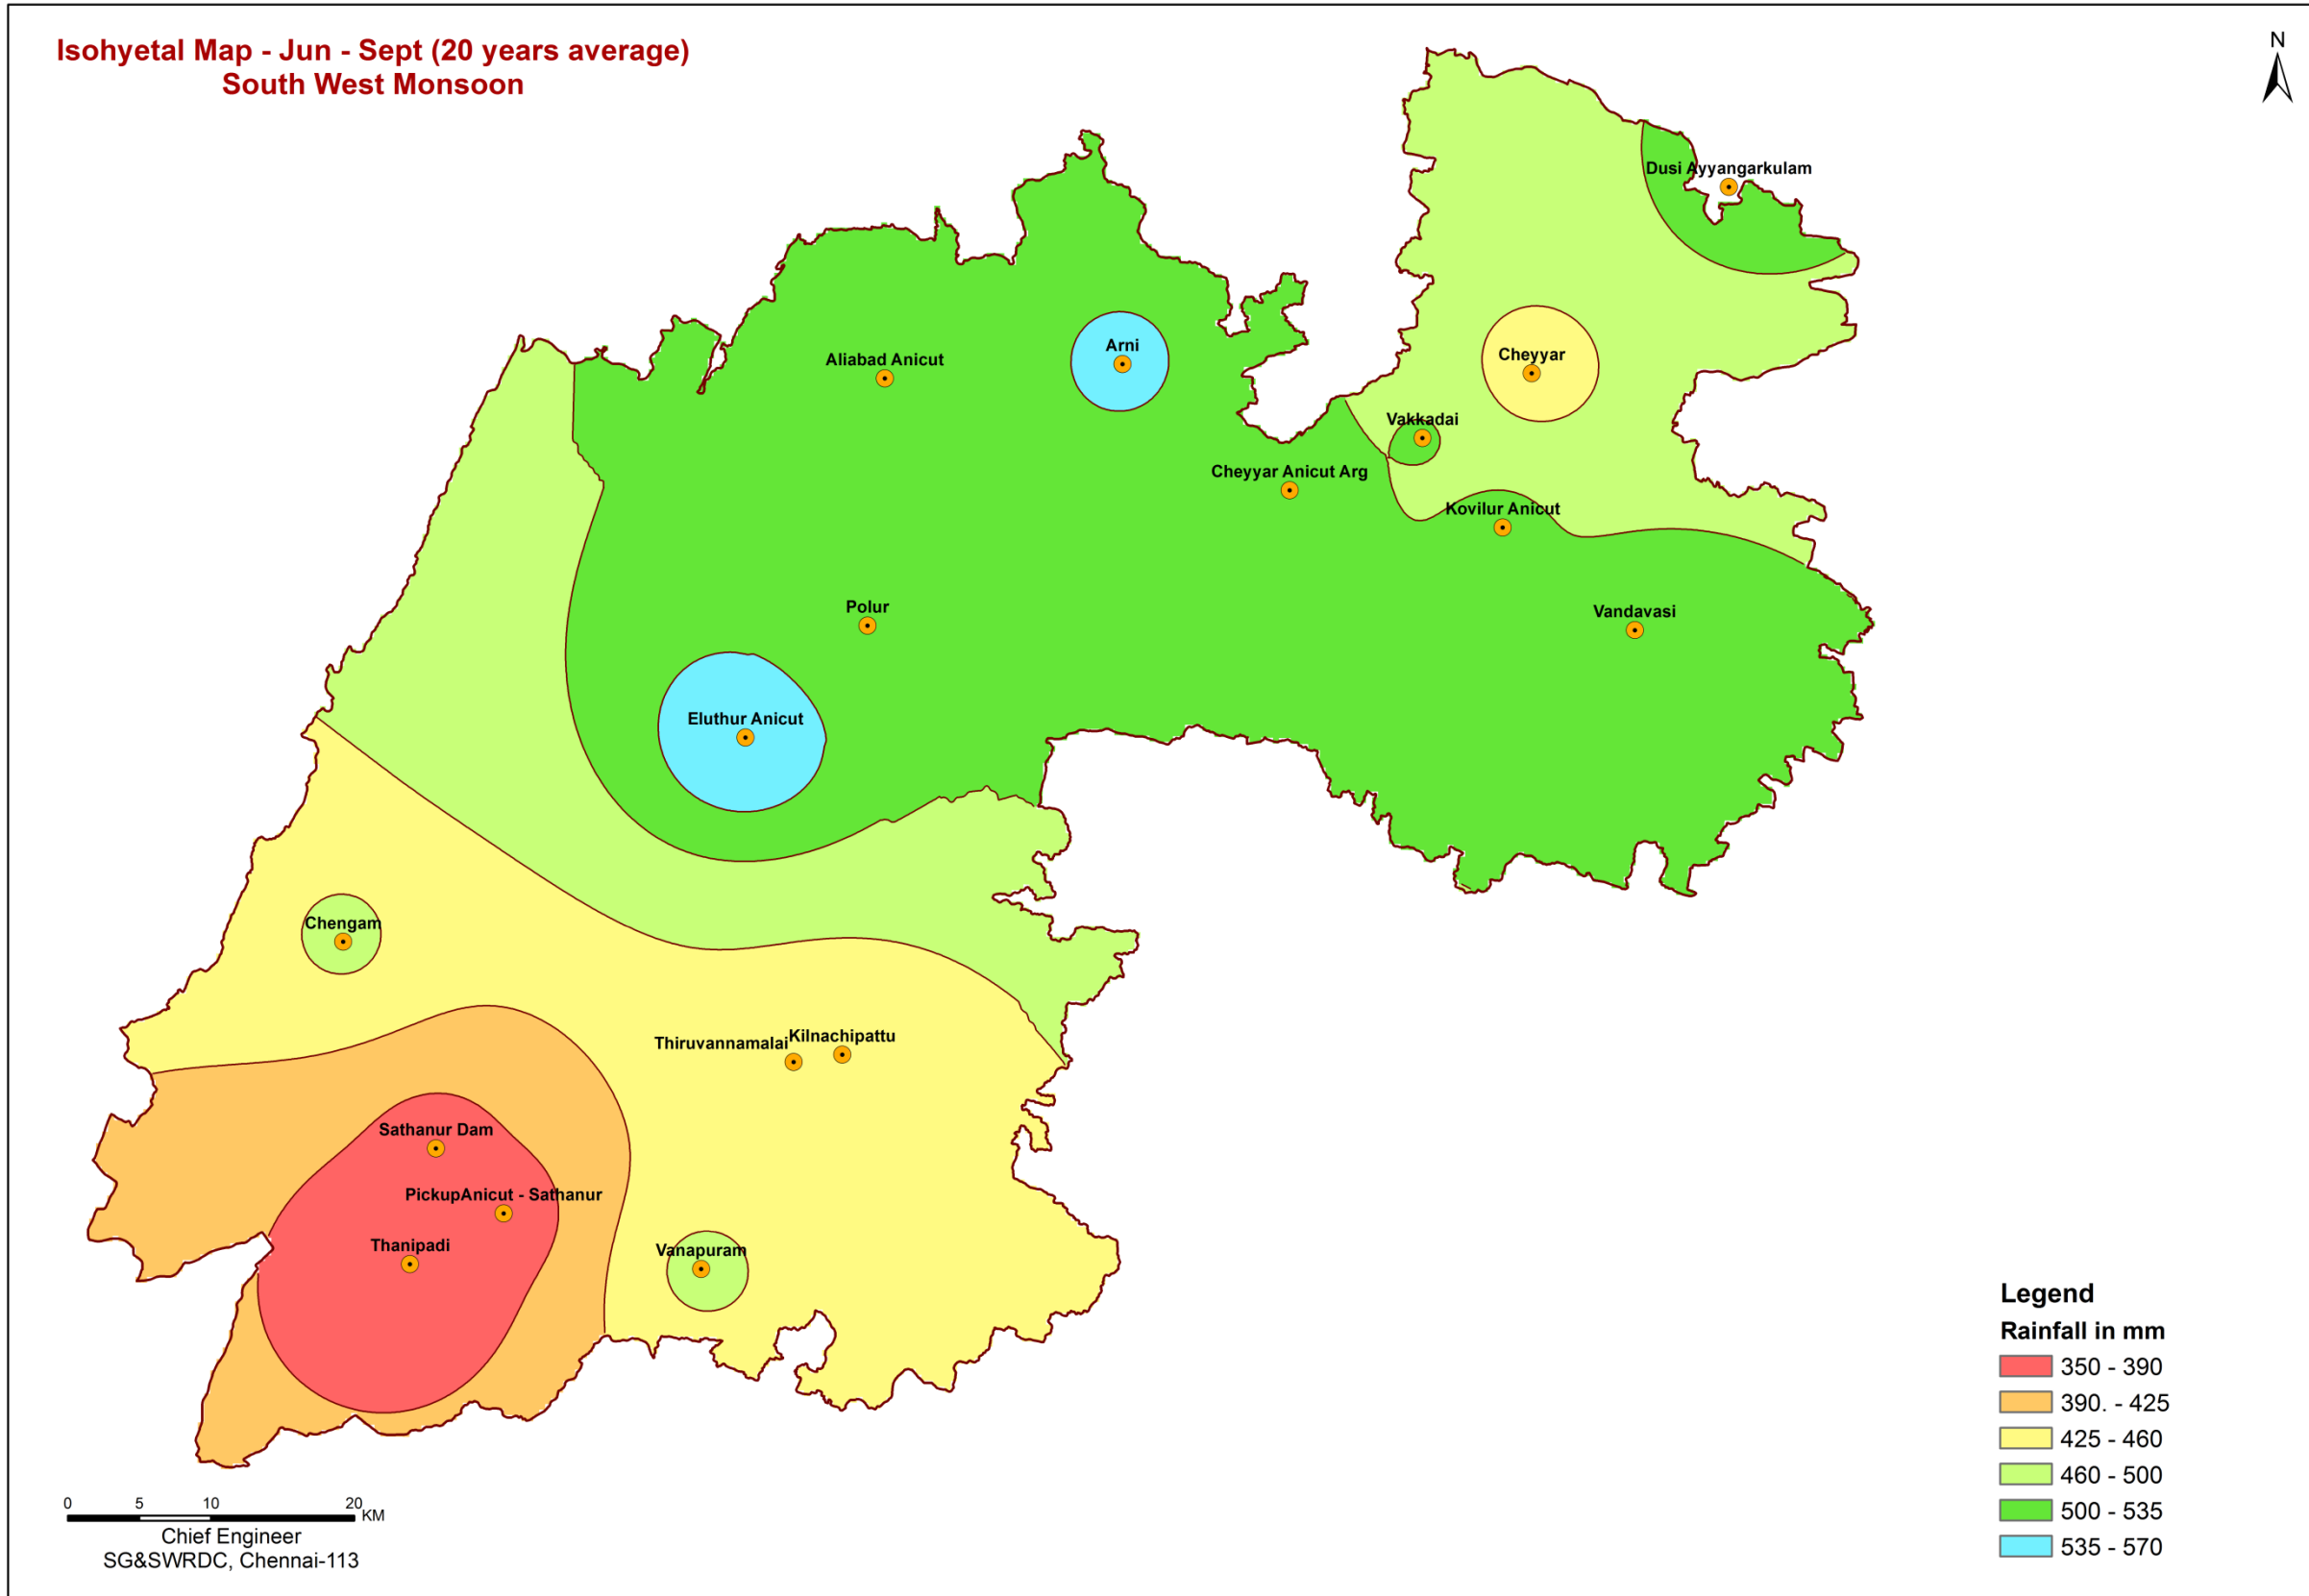 Isohyetal Map - Jun - Sept (20 years average)
South West Monsoon
N
Dusi Ayyangarkulam
Arni
Aliabad Anicut
Cheyyar
Vakkadai
Cheyyar Anicut Arg
Kovilur Anicut
Polur
Vandavasi
Eluthur Anicut
Chengam
Thiruvannamalai
Kilnachipattu
Sathanur Dam
PickupAnicut - Sathanur
Thanipadi
Vanapuram
Legend
Rainfall in mm
350 - 390
390. - 425
425 - 460
460 - 500
500 - 535
535 - 570
0 5 10 20
KM
Chief Engineer
SG&SWRDC, Chennai-113